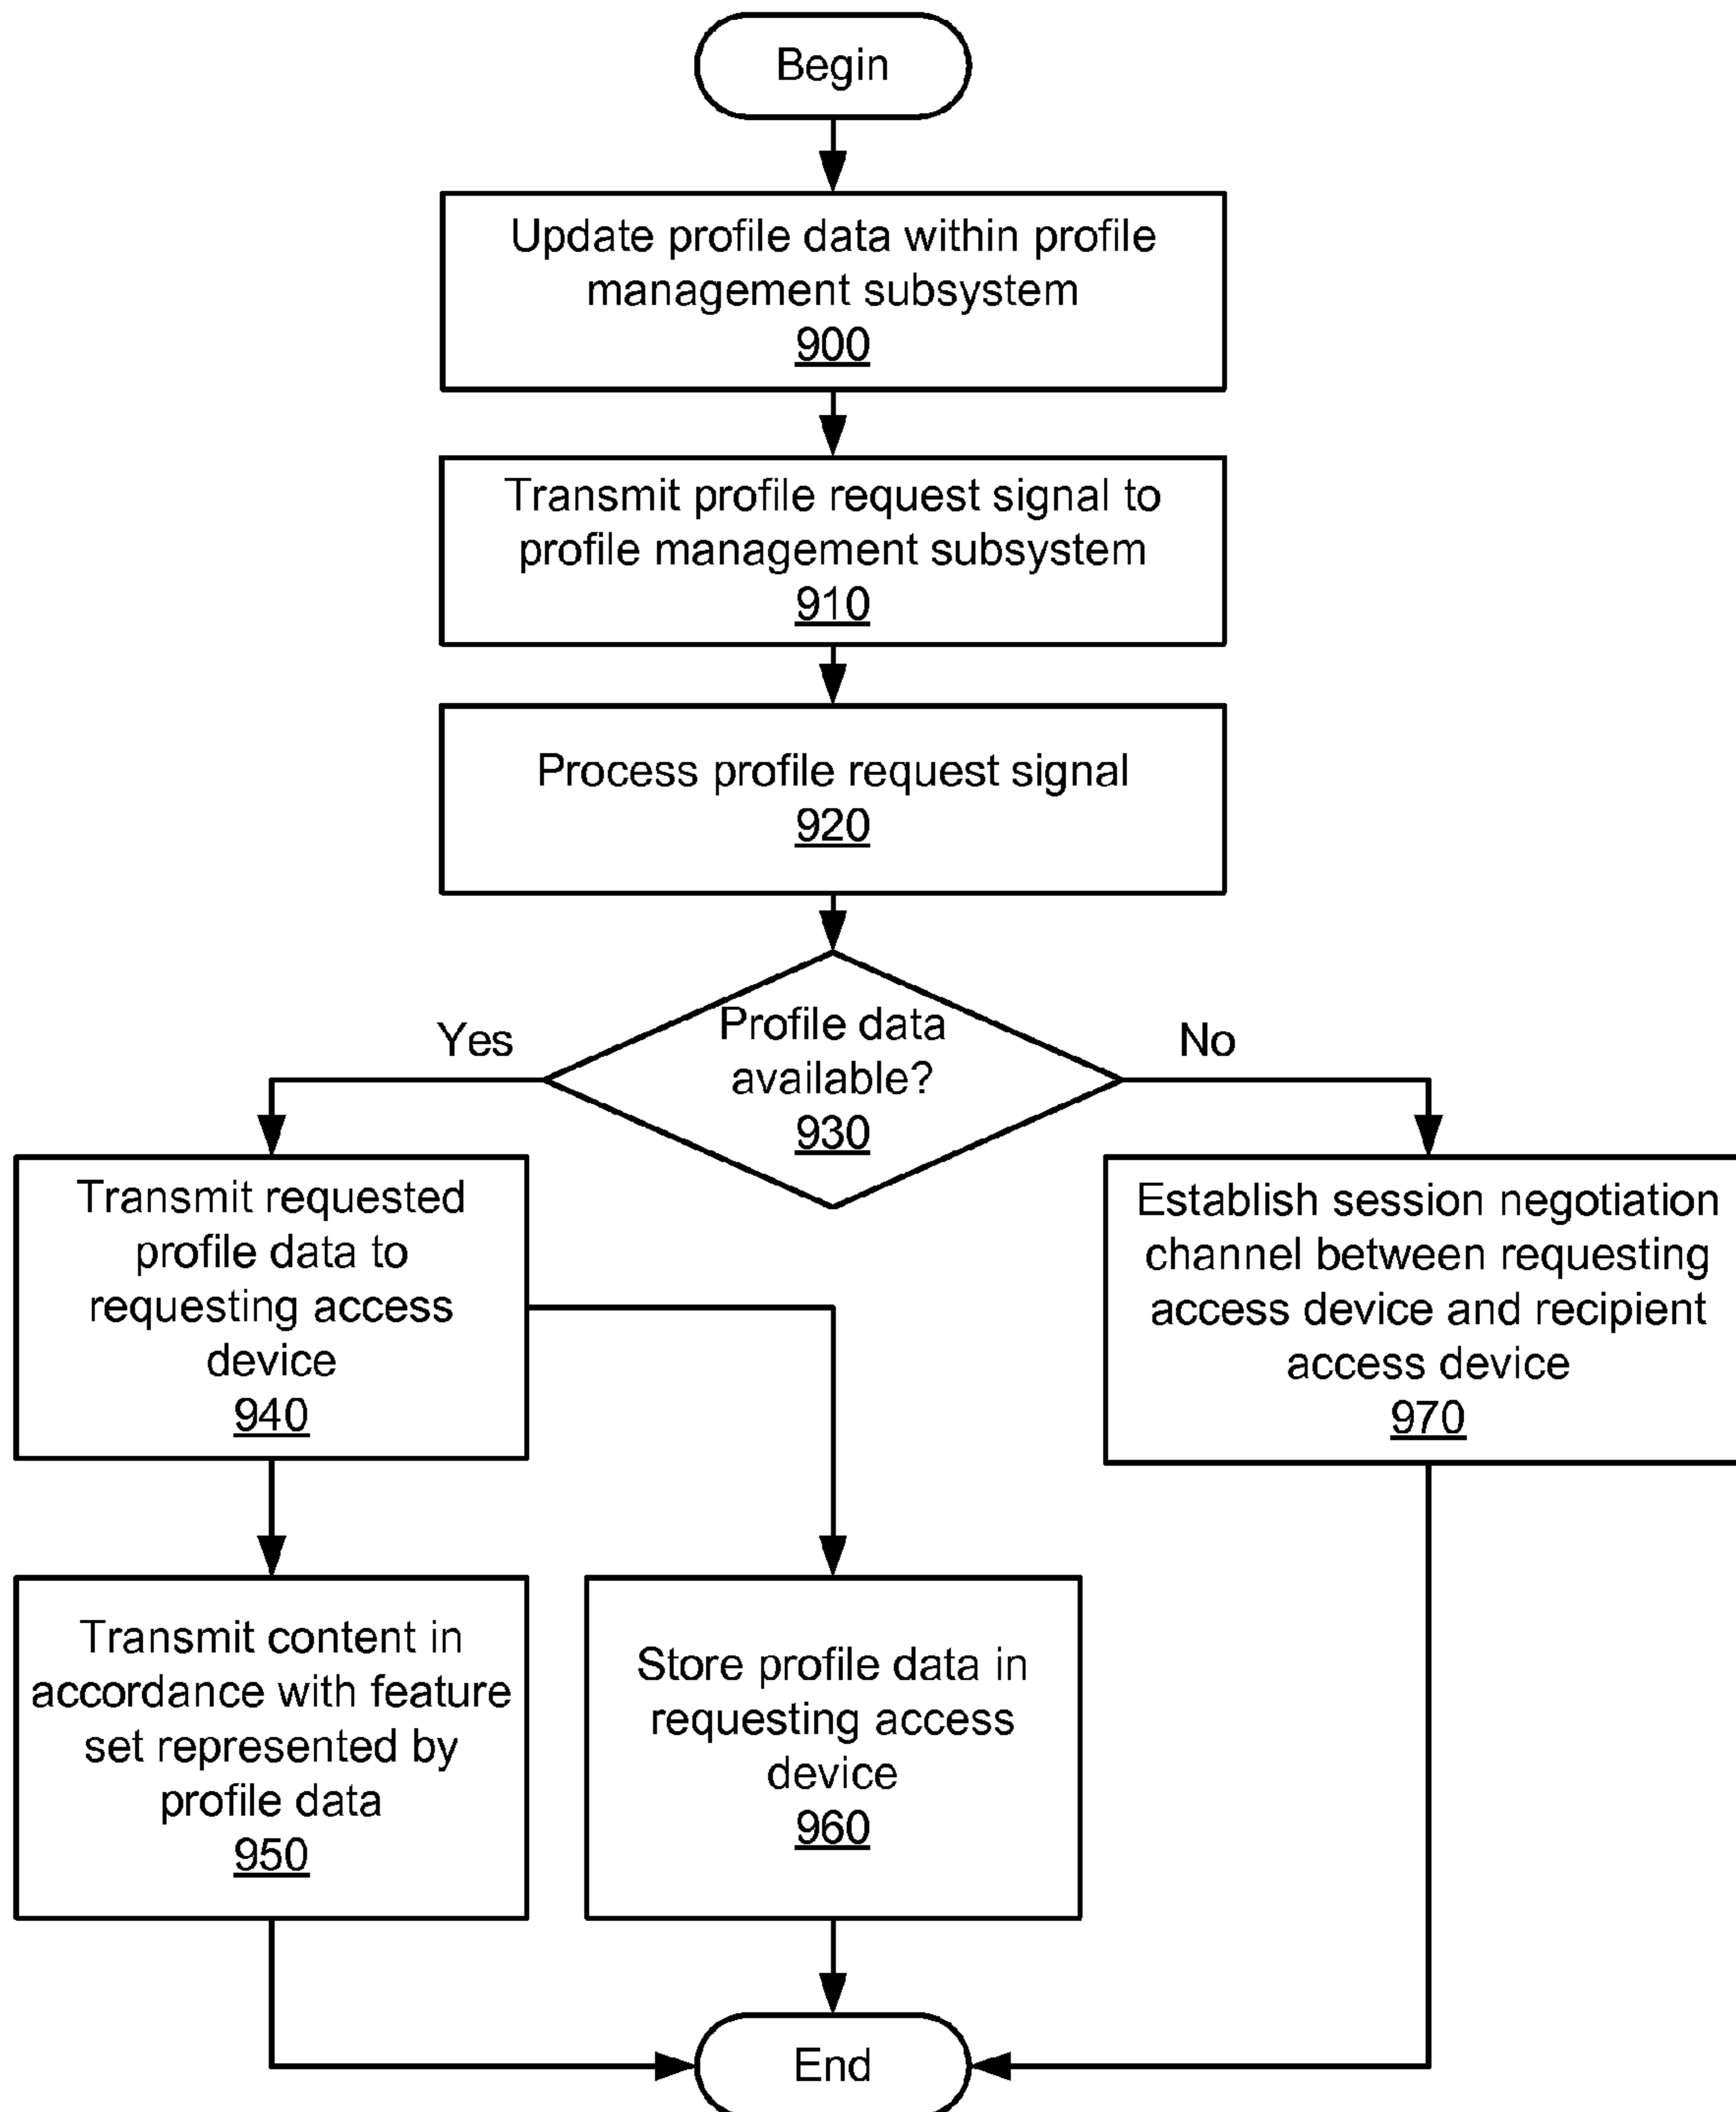 Begin
Update profile data within profile
management subsystem
900
Transmit profile request signal to
profile management subsystem
910
Process profile request signal
920
Profile data
available?
930
Yes
No
Transmit requested
profile data to
requesting access
device
940
Establish session negotiation
channel between requesting
access device and recipient
access device
970
Transmit content in
accordance with feature
set represented by
profile data
950
Store profile data in
requesting access
device
960
End